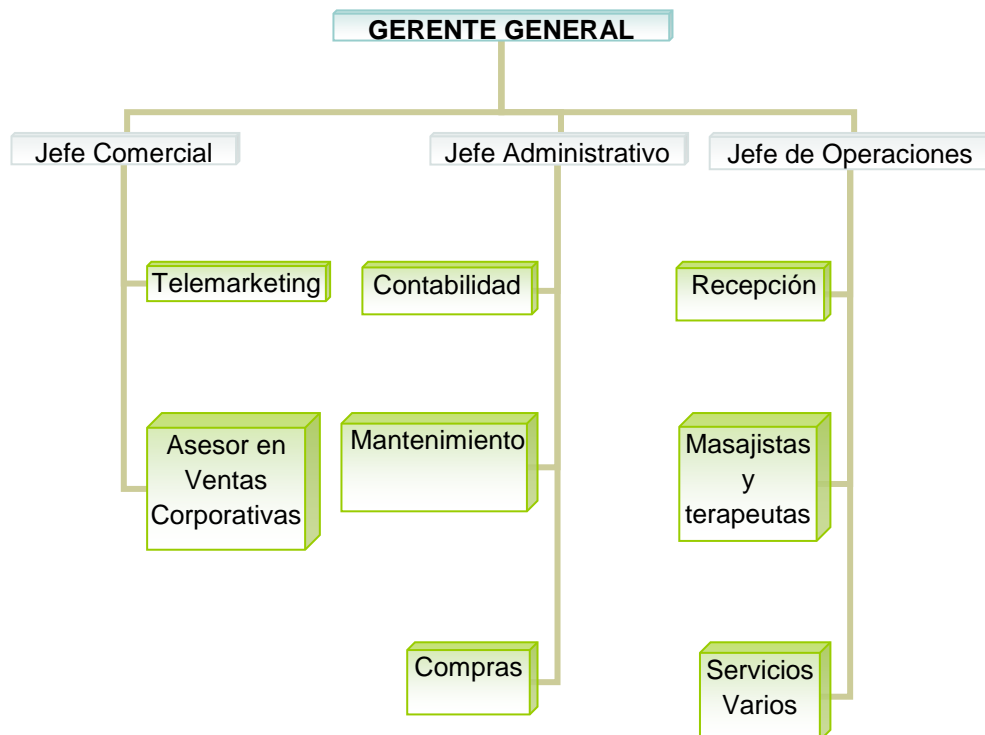 GERENTE GENERAL
Jefe Comercial
Jefe Administrativo
Jefe de Operaciones
Telemarketing
Contabilidad
Recepción
Asesor en
Ventas
Corporativas
Mantenimiento
Masajistas
y
terapeutas
Compras
Servicios
Varios